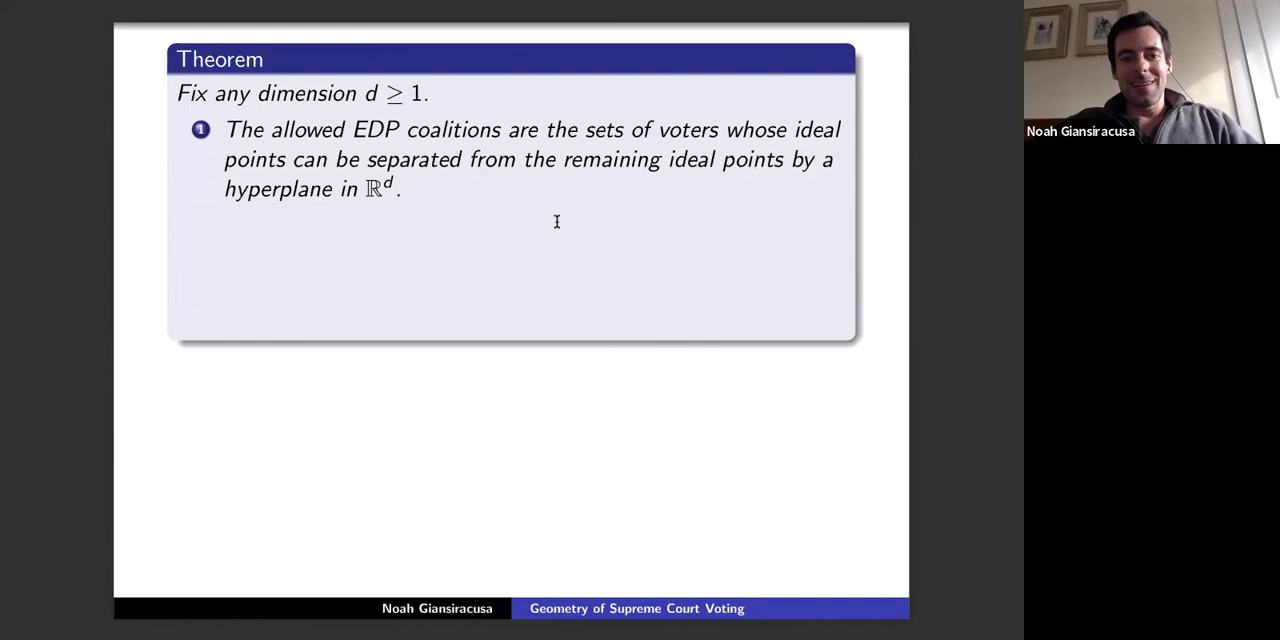 Theorem
Fix any dimension d ≥ 1.
1 The allowed EDP coalitions are the sets of voters whose ideal
points can be separated from the remaining ideal points by a
hyperplane in ℝᵈ.
Noah Giansiracusa
Noah Giansiracusa Geometry of Supreme Court Voting